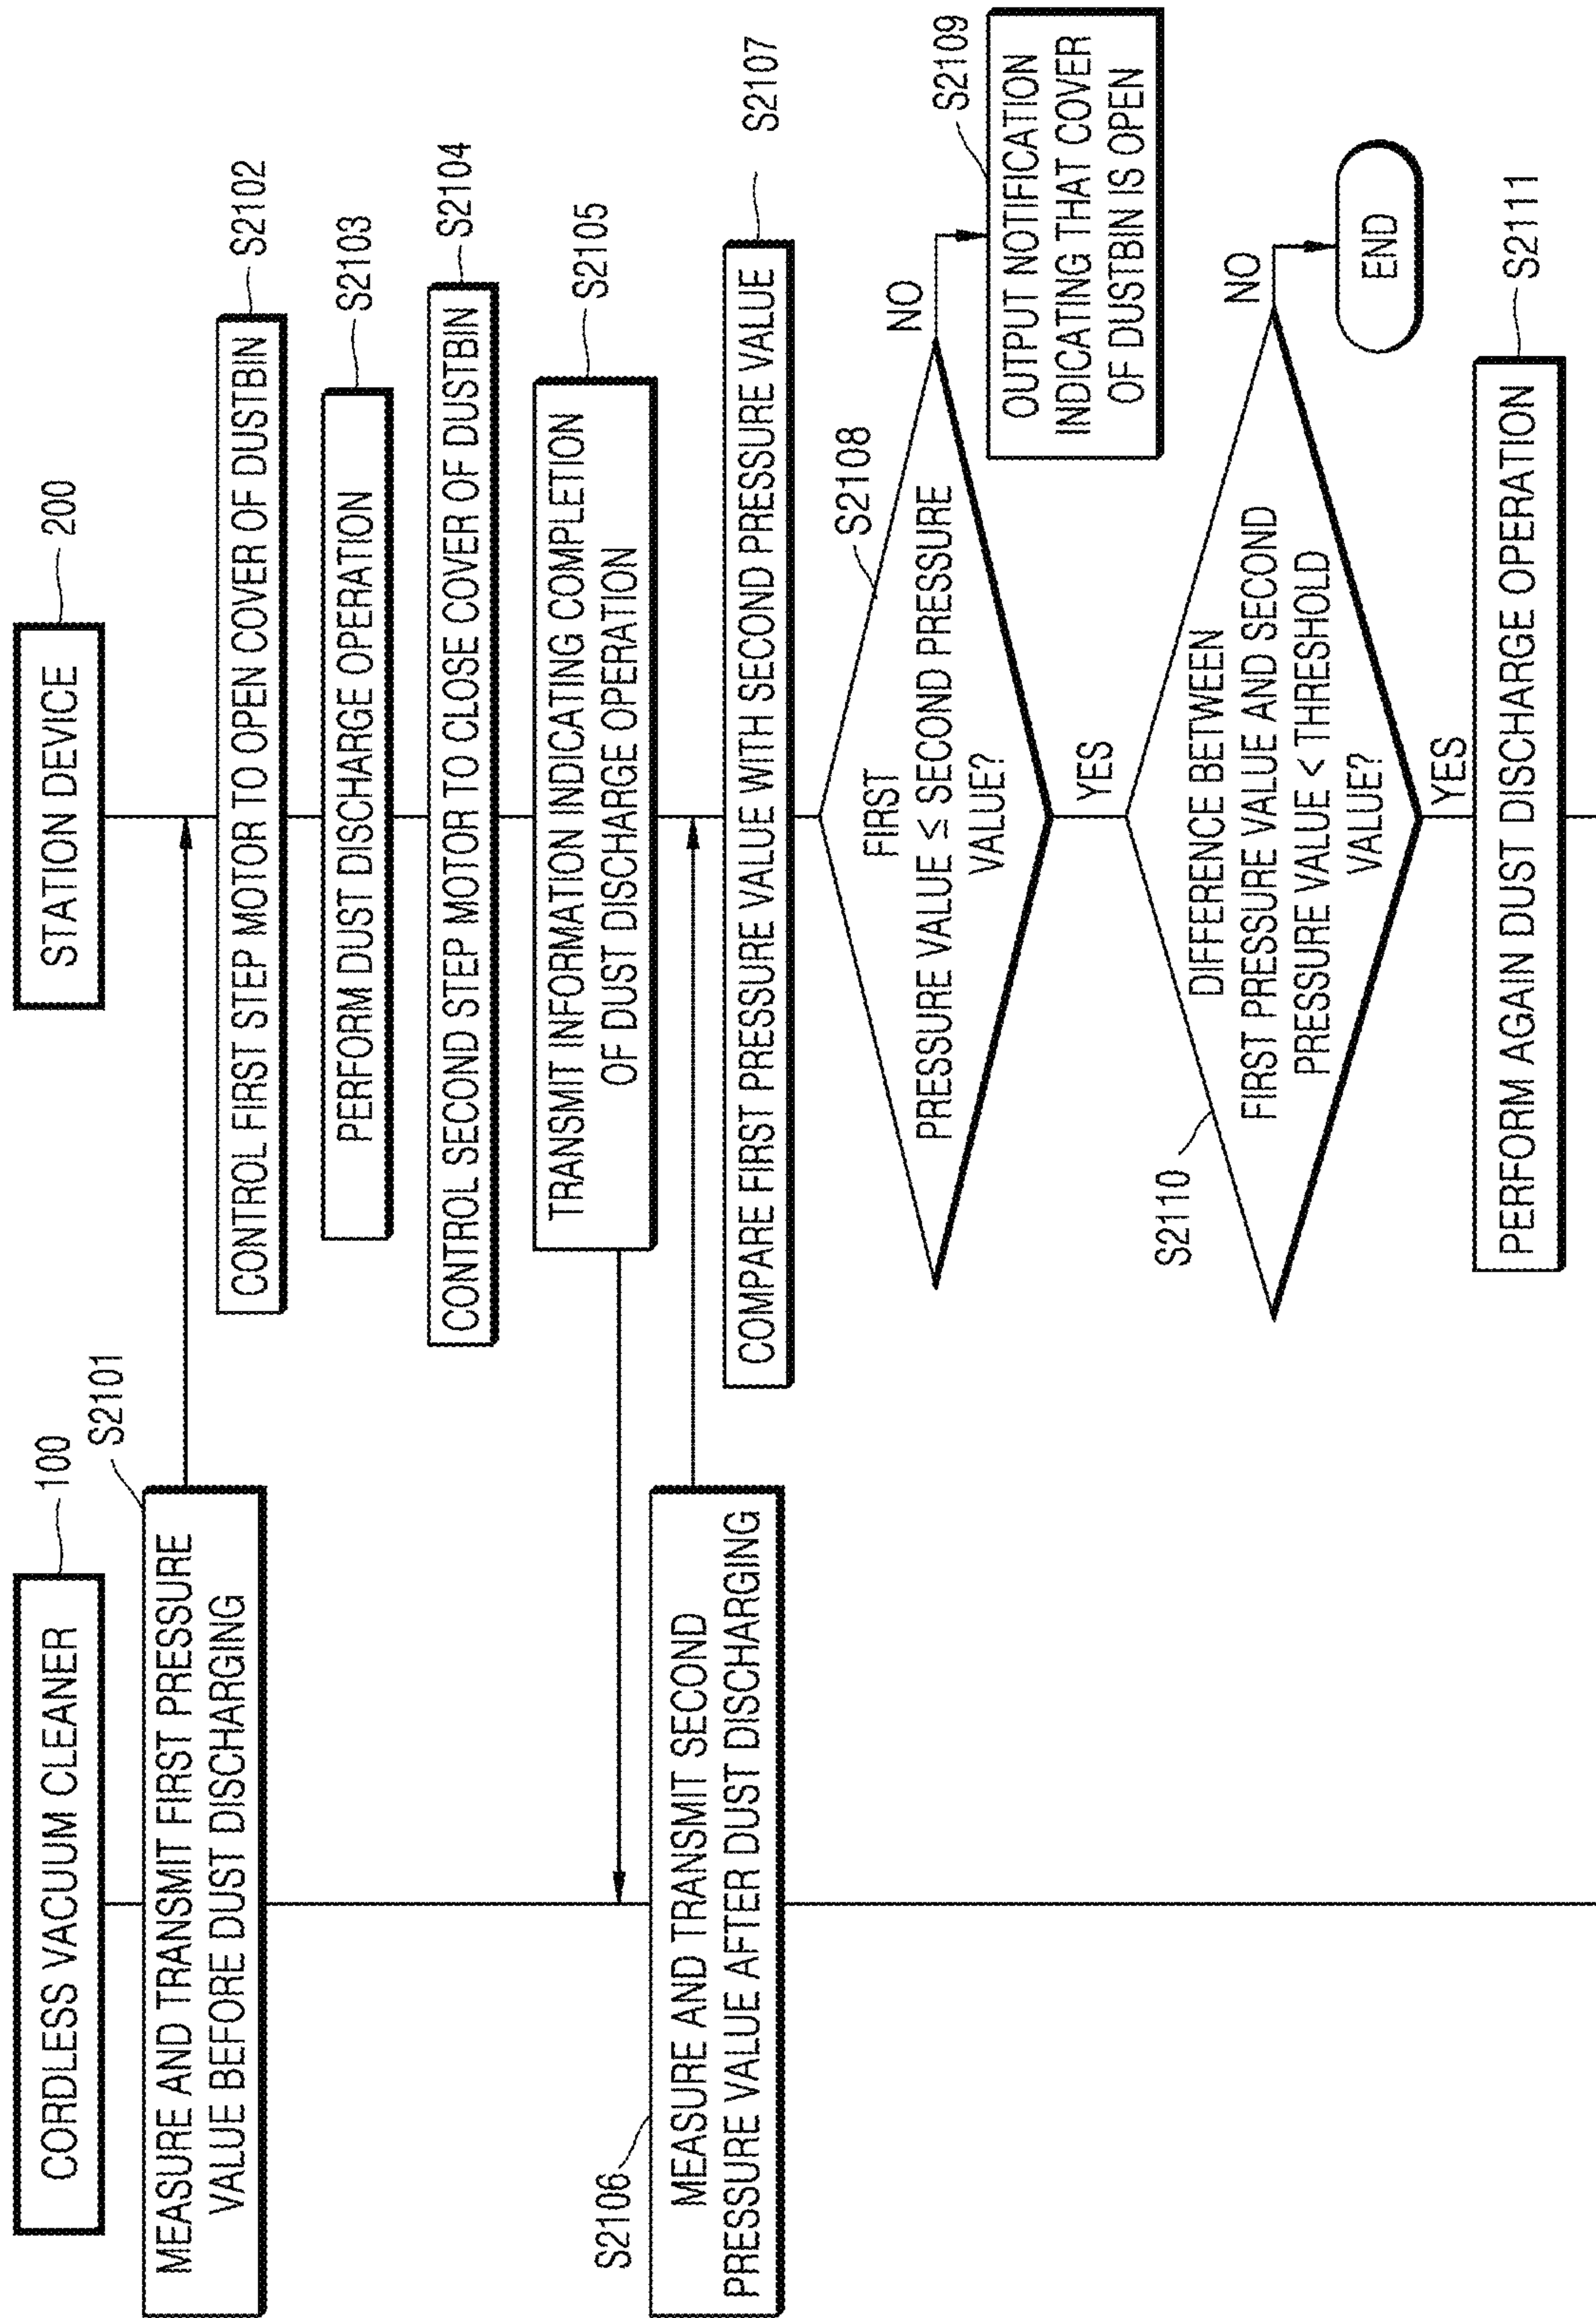 CORDLESS VACUUM CLEANER
100
STATION DEVICE
200
S2101
MEASURE AND TRANSMIT FIRST PRESSURE
VALUE BEFORE DUST DISCHARGING
CONTROL FIRST STEP MOTOR TO OPEN COVER OF DUSTBIN
S2102
PERFORM DUST DISCHARGE OPERATION
S2103
CONTROL SECOND STEP MOTOR TO CLOSE COVER OF DUSTBIN
S2104
TRANSMIT INFORMATION INDICATING COMPLETION
OF DUST DISCHARGE OPERATION
S2105
S2106
MEASURE AND TRANSMIT SECOND
PRESSURE VALUE AFTER DUST DISCHARGING
COMPARE FIRST PRESSURE VALUE WITH SECOND PRESSURE VALUE
S2107
S2108
FIRST
PRESSURE VALUE ≤ SECOND PRESSURE
VALUE?
NO
S2109
OUTPUT NOTIFICATION
INDICATING THAT COVER
OF DUSTBIN IS OPEN
YES
S2110
DIFFERENCE BETWEEN
FIRST PRESSURE VALUE AND SECOND
PRESSURE VALUE < THRESHOLD
VALUE?
NO
END
YES
PERFORM AGAIN DUST DISCHARGE OPERATION
S2111